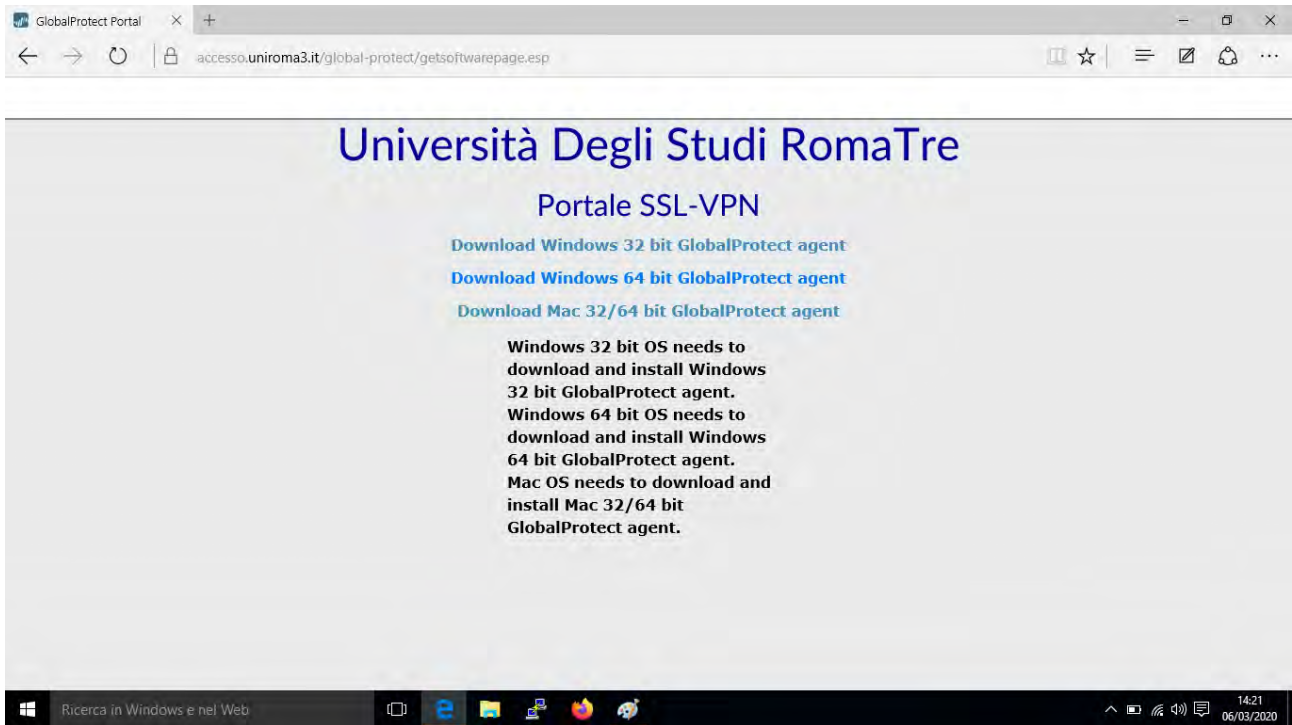 GlobalProtect Portal
accesso.uniroma3.it/global-protect/getsoftwarepage.esp
Università Degli Studi RomaTre
Portale SSL-VPN
Download Windows 32 bit GlobalProtect agent
Download Windows 64 bit GlobalProtect agent
Download Mac 32/64 bit GlobalProtect agent
Windows 32 bit OS needs to
download and install Windows
32 bit GlobalProtect agent.
Windows 64 bit OS needs to
download and install Windows
64 bit GlobalProtect agent.
Mac OS needs to download and
install Mac 32/64 bit
GlobalProtect agent.
Ricerca in Windows e nel Web
14:21
06/03/2020